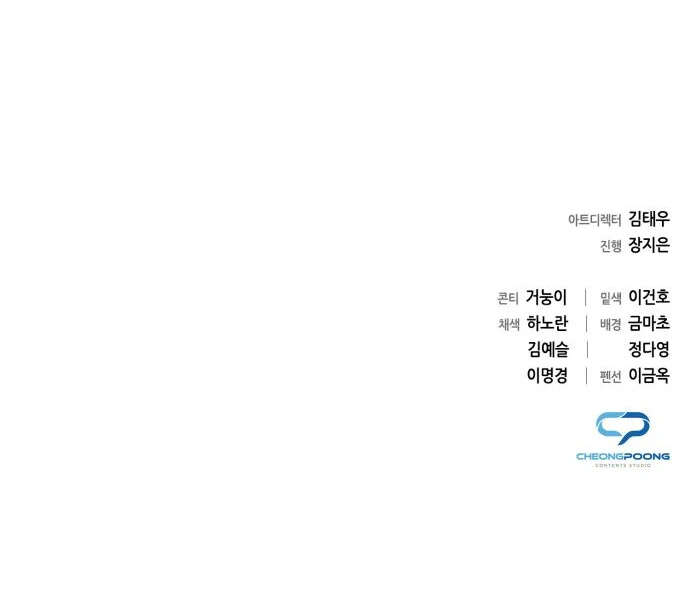 아트디렉터 김태우
진행 장지은
콘티 거눙이 | 밑색 이건호
채색 하노란 | 배경 금마초
김예슬 | 정다영
이명경 | 펜선 이금옥
CHEONGPOONG
CONTENTS STUDIO